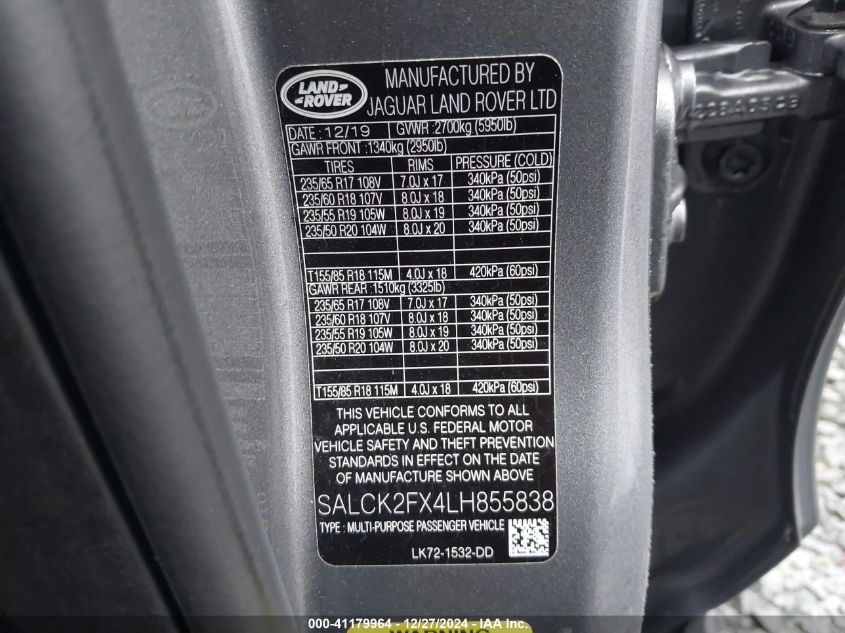 LAND-
ROVER
MANUFACTURED BY
JAGUAR LAND ROVER LTD
DATE :12/19 GVWR :2700kg (5950lb)
GAWR FRONT :1340kg (2950lb)
TIRES RIMS PRESSURE (COLD)
235/65 R17 108V 7.0J x 17 340kPa (50psi)
235/60 R18 107V 8.0J x 18 340kPa (50psi)
235/55 R19 105W 8.0J x 19 340kPa (50psi)
235/50 R20 104W 8.0J x 20 340kPa (50psi)
T155/85 R18 115M 4.0J x 18 420kPa (60psi)
GAWR REAR :1510kg (3325lb)
235/65 R17 108V 7.0J x 17 340kPa (50psi)
235/60 R18 107V 8.0J x 18 340kPa (50psi)
235/55 R19 105W 8.0J x 19 340kPa (50psi)
235/50 R20 104W 8.0J x 20 340kPa (50psi)
T155/85 R18 115M 4.0J x 18 420kPa (60psi)
THIS VEHICLE CONFORMS TO ALL
APPLICABLE U.S. FEDERAL MOTOR
VEHICLE SAFETY AND THEFT PREVENTION
STANDARDS IN EFFECT ON THE DATE
OF MANUFACTURE SHOWN ABOVE
SALCK2FX4LH855838
TYPE : MULTI-PURPOSE PASSENGER VEHICLE
LK72-1532-DD
000-41179964 - 12/27/2024 - IAA Inc.